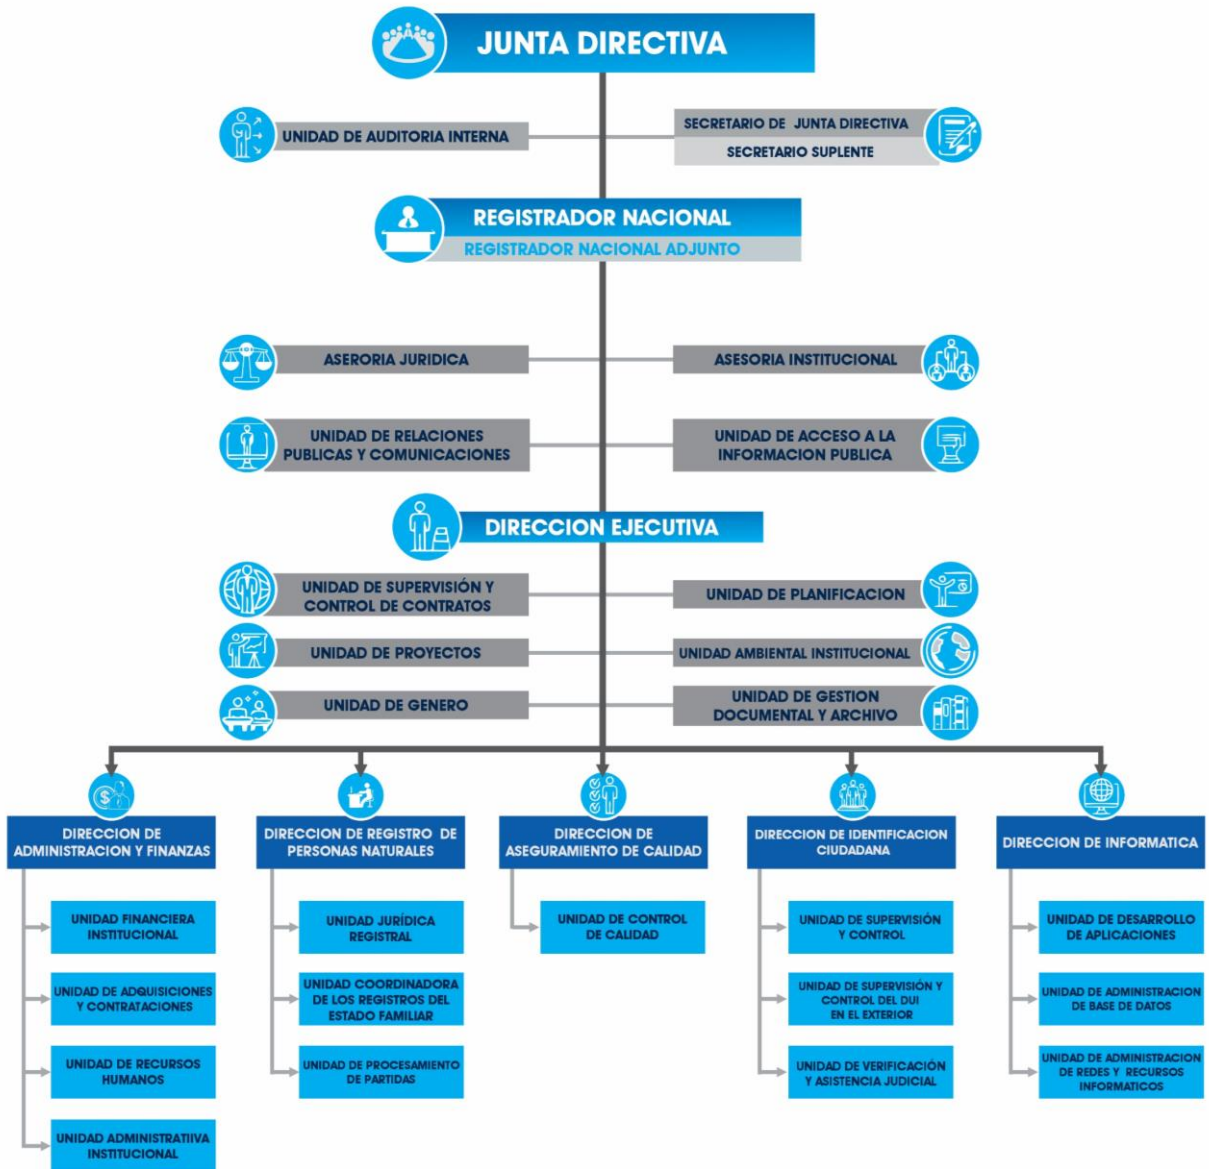 JUNTA DIRECTIVA
UNIDAD DE AUDITORIA INTERNA
SECRETARIO DE JUNTA DIRECTIVA
SECRETARIO SUPLENTE
REGISTRADOR NACIONAL
REGISTRADOR NACIONAL ADJUNTO
ASERORIA JURIDICA
ASESORIA INSTITUCIONAL
UNIDAD DE RELACIONES
PUBLICAS Y COMUNICACIONES
UNIDAD DE ACCESO A LA
INFORMACION PUBLICA
DIRECCION EJECUTIVA
UNIDAD DE SUPERVISIÓN Y
CONTROL DE CONTRATOS
UNIDAD DE PLANIFICACION
UNIDAD DE PROYECTOS
UNIDAD AMBIENTAL INSTITUCIONAL
UNIDAD DE GENERO
UNIDAD DE GESTION
DOCUMENTAL Y ARCHIVO
$
DIRECCION DE
ADMINISTRACION Y FINANZAS
UNIDAD FINANCIERA
INSTITUCIONAL
UNIDAD DE ADQUISICIONES
Y CONTRATACIONES
UNIDAD DE RECURSOS
HUMANOS
UNIDAD ADMINISTRATIIVA
INSTITUCIONAL
DIRECCION DE REGISTRO DE
PERSONAS NATURALES
UNIDAD JURÍDICA
REGISTRAL
UNIDAD COORDINADORA
DE LOS REGISTROS DEL
ESTADO FAMILIAR
UNIDAD DE PROCESAMIENTO
DE PARTIDAS
DIRECCION DE
ASEGURAMIENTO DE CALIDAD
UNIDAD DE CONTROL
DE CALIDAD
DIRECCION DE IDENTIFICACION
CIUDADANA
UNIDAD DE SUPERVISIÓN
Y CONTROL
UNIDAD DE SUPERVISIÓN Y
CONTROL DEL DUI
EN EL EXTERIOR
UNIDAD DE VERIFICACIÓN
Y ASISTENCIA JUDICIAL
DIRECCION DE INFORMATICA
UNIDAD DE DESARROLLO
DE APLICACIONES
UNIDAD DE ADMINISTRACION
DE BASE DE DATOS
UNIDAD DE ADMINISTRACION
DE REDES Y RECURSOS
INFORMATICOS